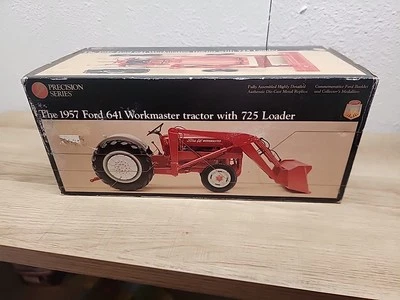 PRECISION
SERIES
Fully Assembled Highly Detailed
Authentic Die-Cast Metal Replica
Commemorative Ford Booklet
and Collector's Medallion
The 1957 Ford 641 Workmaster tractor with 725 Loader